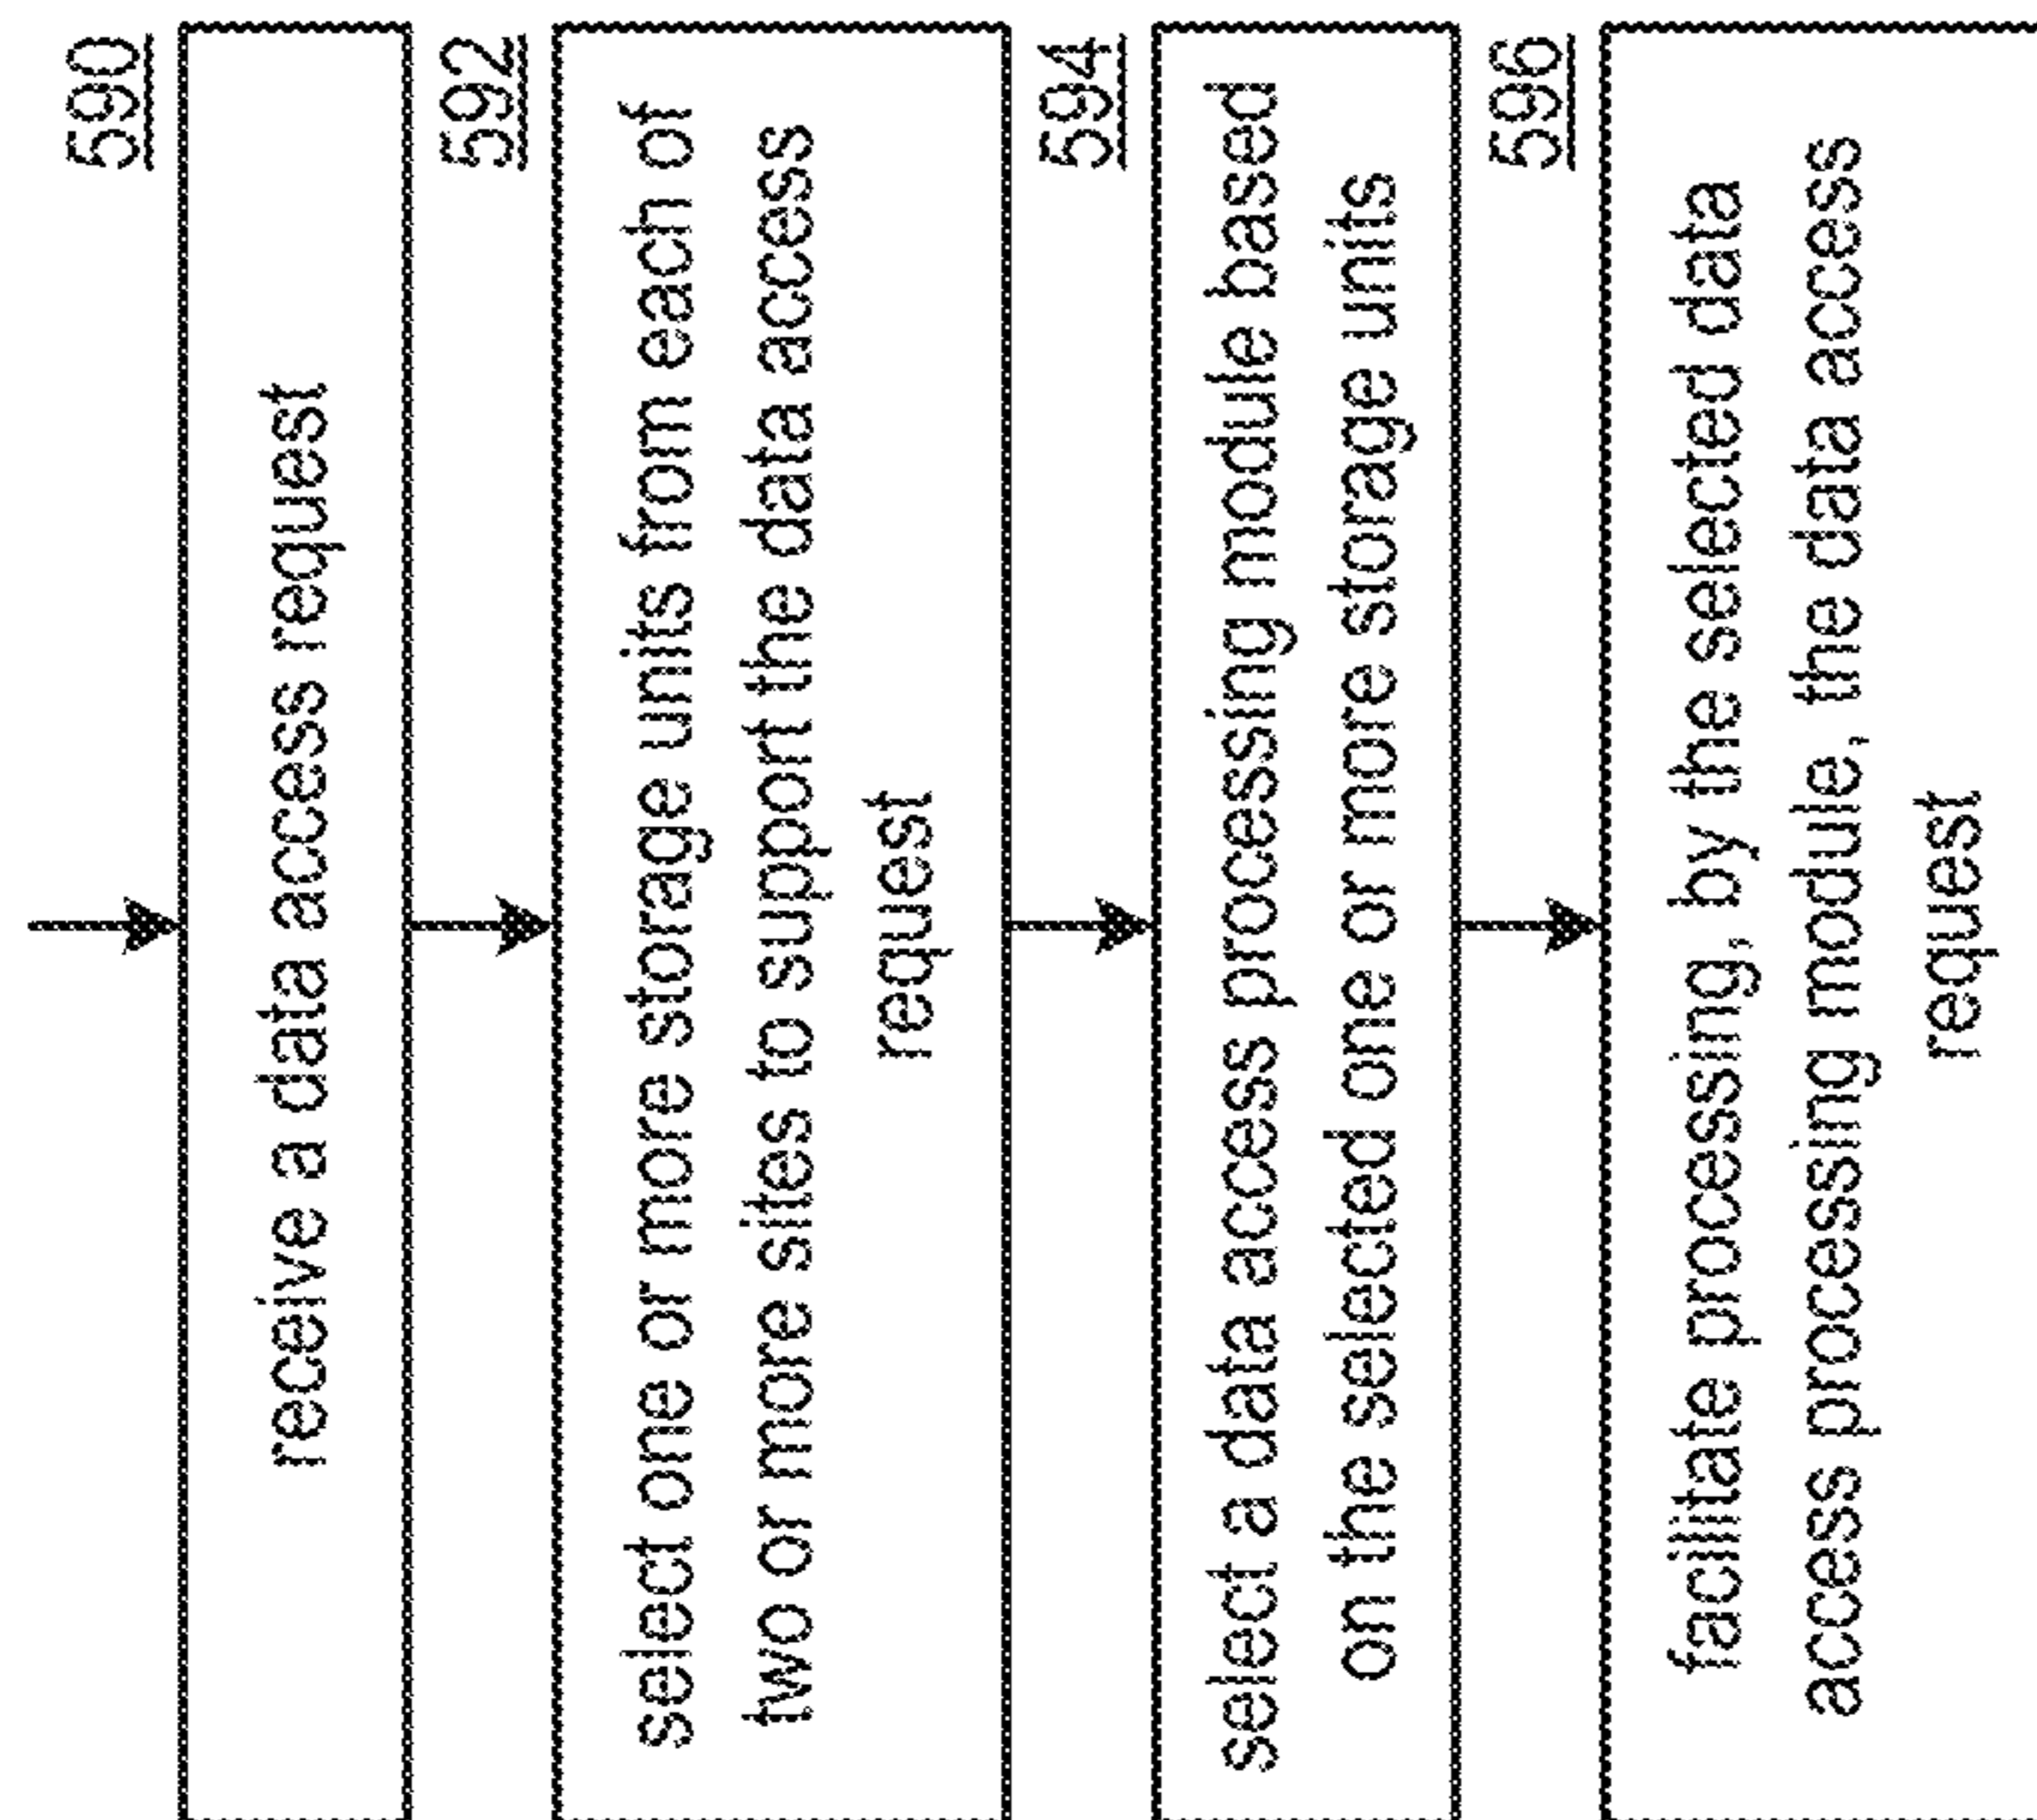 590
receive a data access request
592
select one or more storage units from each of
two or more sites to support the data access
request
594
select a data access processing module based
on the selected one or more storage units
596
facilitate processing, by the selected data
access processing module, the data access
request